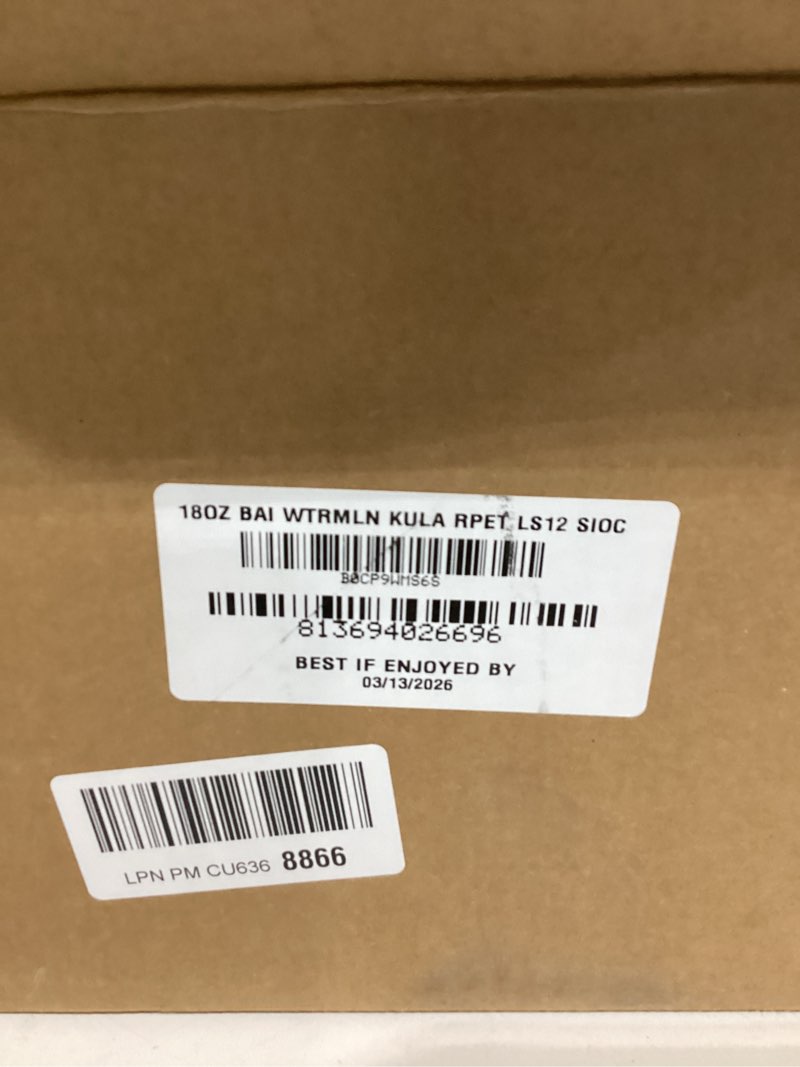 18OZ BAI WTRMLN KULA RPET LS12 SIOC
B0CP9WMS6S
813694026696
BEST IF ENJOYED BY
03/13/2026
LPN PM CU636 8866